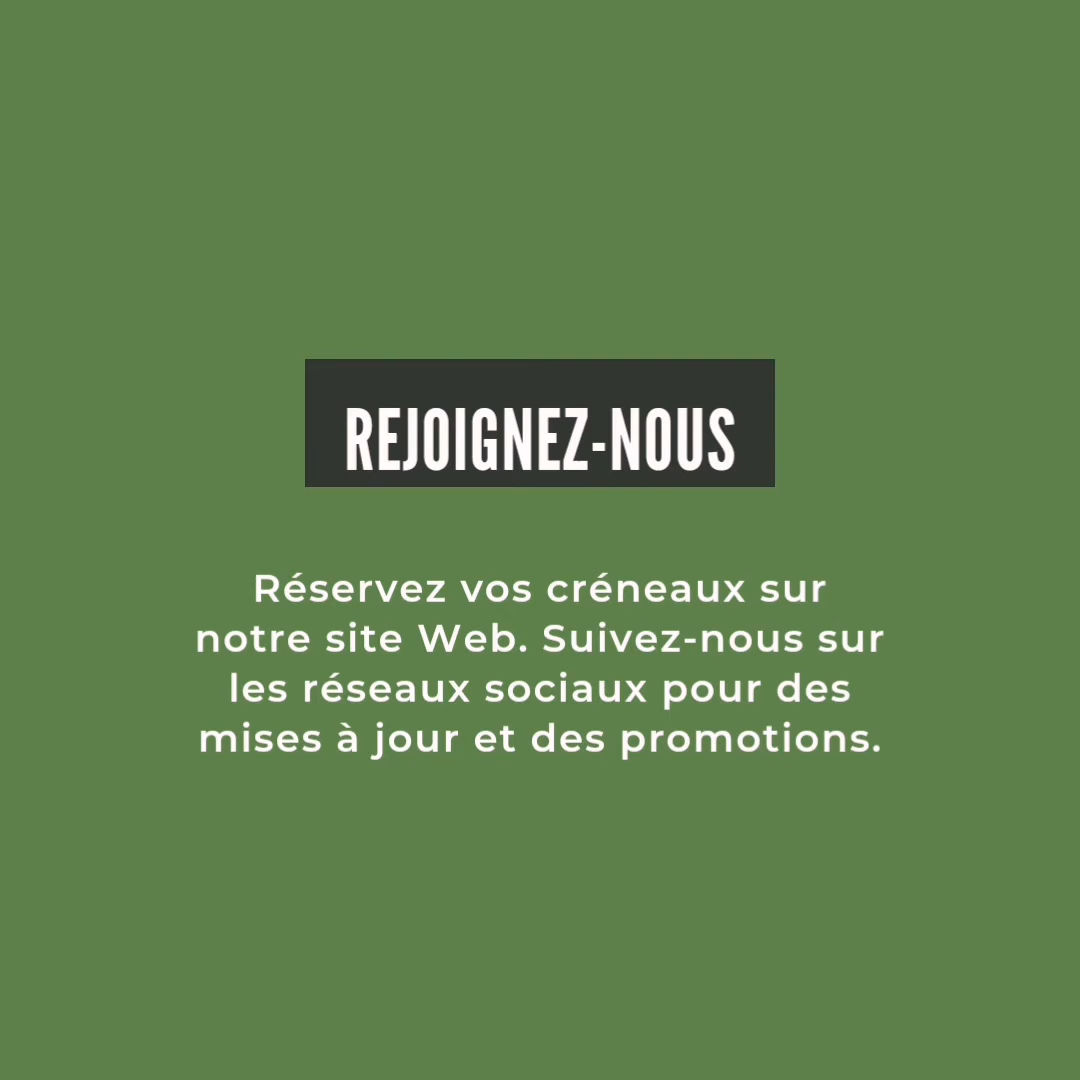 REJOIGNEZ-NOUS
Réservez vos créneaux sur
notre site Web. Suivez-nous sur
les réseaux sociaux pour des
mises à jour et des promotions.